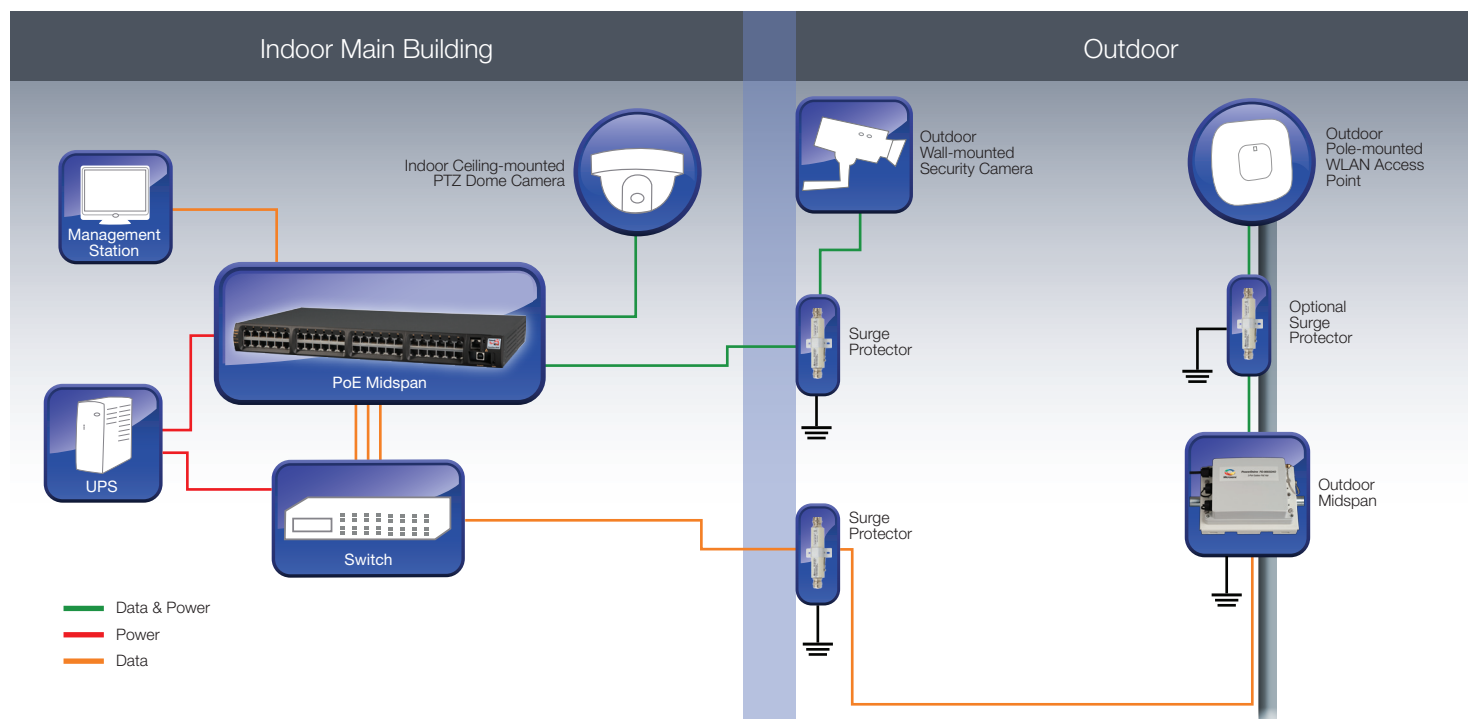 Indoor Main Building
Outdoor
Management
Station
Indoor Ceiling-mounted
PTZ Dome Camera
Outdoor
Wall-mounted
Security Camera
Outdoor
Pole-mounted
WLAN Access
Point
PoE Midspan
Surge
Protector
Optional
Surge
Protector
UPS
Switch
Surge
Protector
Outdoor
Midspan
Data & Power
Power
Data